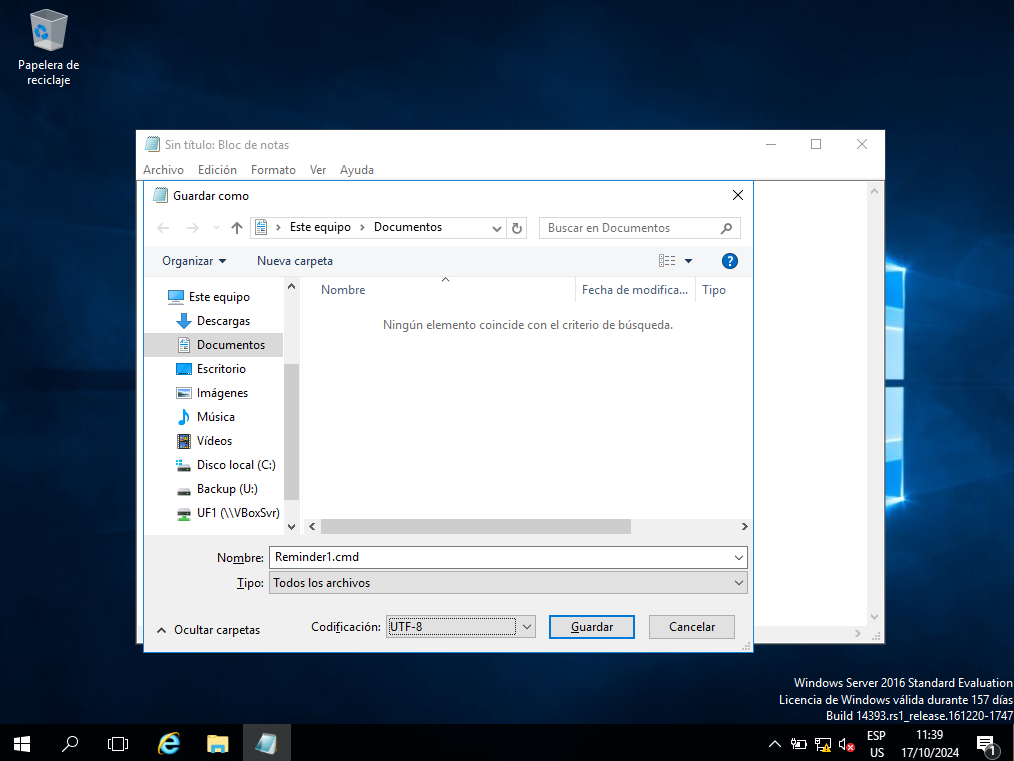 Papelera de
reciclaje
Sin título: Bloc de notas
Archivo Edición Formato Ver Ayuda
Guardar como
Este equipo > Documentos
Buscar en Documentos
Organizar Nueva carpeta
?
Nombre Fecha de modifica... Tipo
Ningún elemento coincide con el criterio de búsqueda.
Este equipo
Descargas
Documentos
Escritorio
Imágenes
Música
Vídeos
Disco local (C:)
Backup (U:)
UF1 (\\VBoxSvr)
Nombre: Reminder1.cmd
Tipo: Todos los archivos
Ocultar carpetas Codificación: UTF-8 Guardar Cancelar
Windows Server 2016 Standard Evaluation
Licencia de Windows válida durante 157 días
Build 14393.rs1_release.161220-1747
ESP 11:39
US 17/10/2024 1